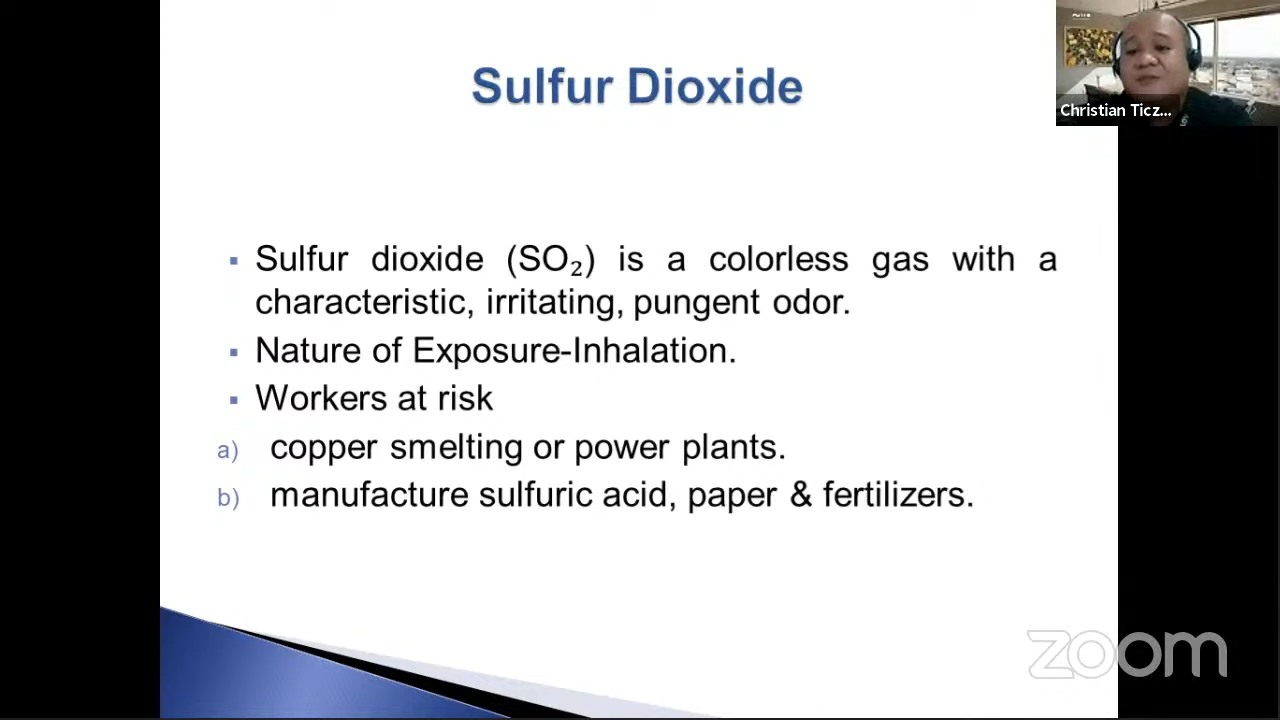 Sulfur Dioxide
Christian Ticz...
▪ Sulfur dioxide (SO₂) is a colorless gas with a
characteristic, irritating, pungent odor.
▪ Nature of Exposure-Inhalation.
▪ Workers at risk
a) copper smelting or power plants.
b) manufacture sulfuric acid, paper & fertilizers.
zoom